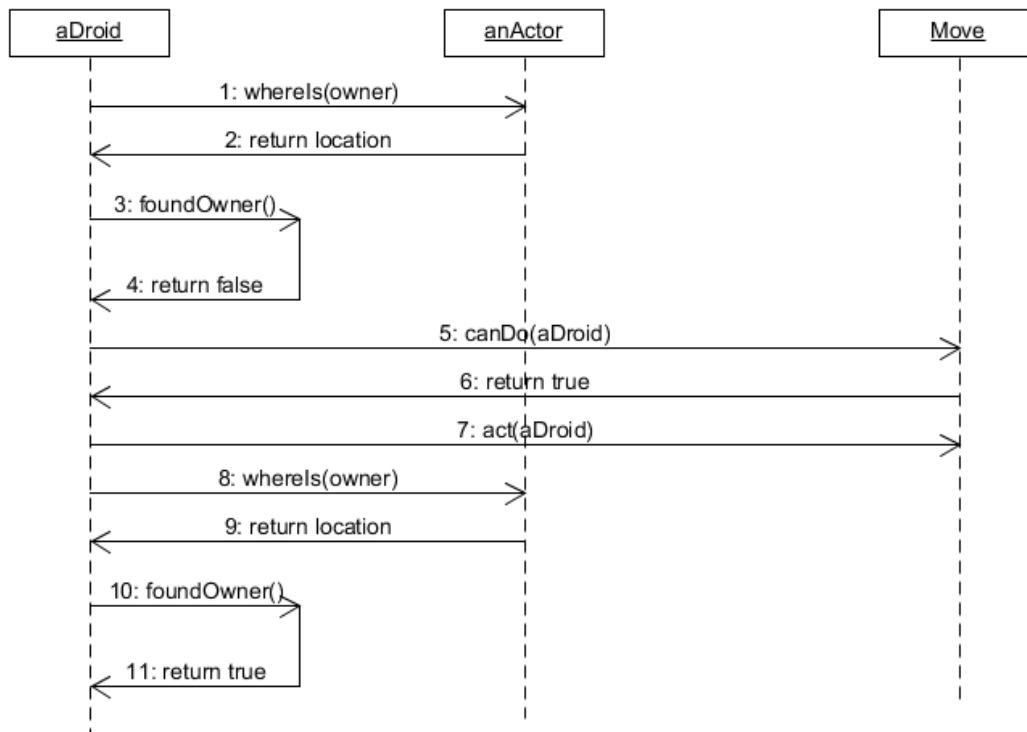 aDroid
anActor
Move
1: whereIs(owner)
2: return location
3: foundOwner()
4: return false
5: canDo(aDroid)
6: return true
7: act(aDroid)
8: whereIs(owner)
9: return location
10: foundOwner()
11: return true